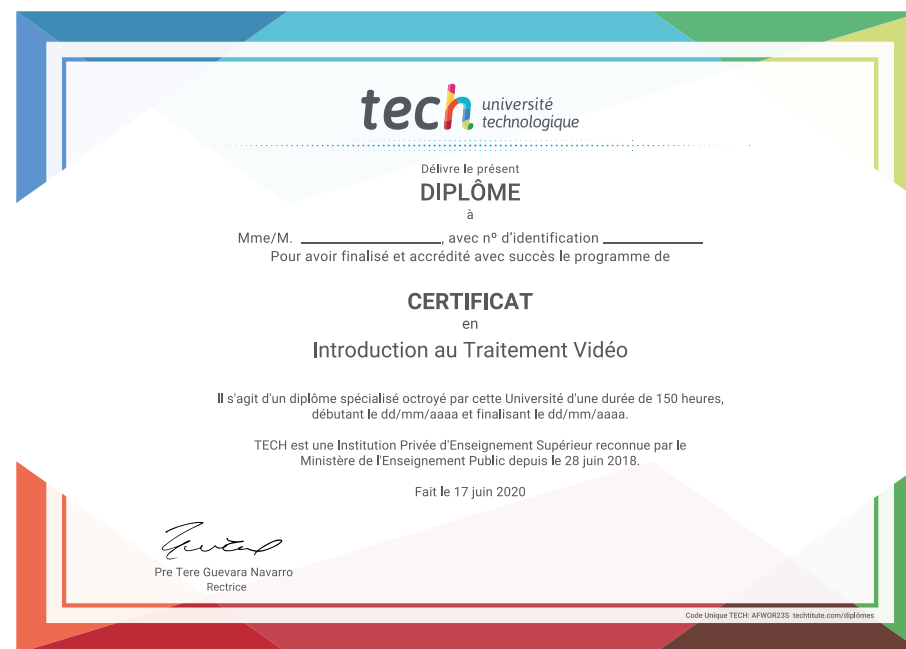 tech université
technologique
Délivre le présent
DIPLÔME
à
Mme/M. ____________________, avec nº d'identification ______________
Pour avoir finalisé et accrédité avec succès le programme de
CERTIFICAT
en
Introduction au Traitement Vidéo
Il s'agit d'un diplôme spécialisé octroyé par cette Université d'une durée de 150 heures,
débutant le dd/mm/aaaa et finalisant le dd/mm/aaaa.
TECH est une Institution Privée d'Enseignement Supérieur reconnue par le
Ministère de l'Enseignement Public depuis le 28 juin 2018.
Fait le 17 juin 2020
Pre Tere Guevara Navarro
Rectrice
Code Unique TECH: AFWOR23S techtitute.com/diplômes